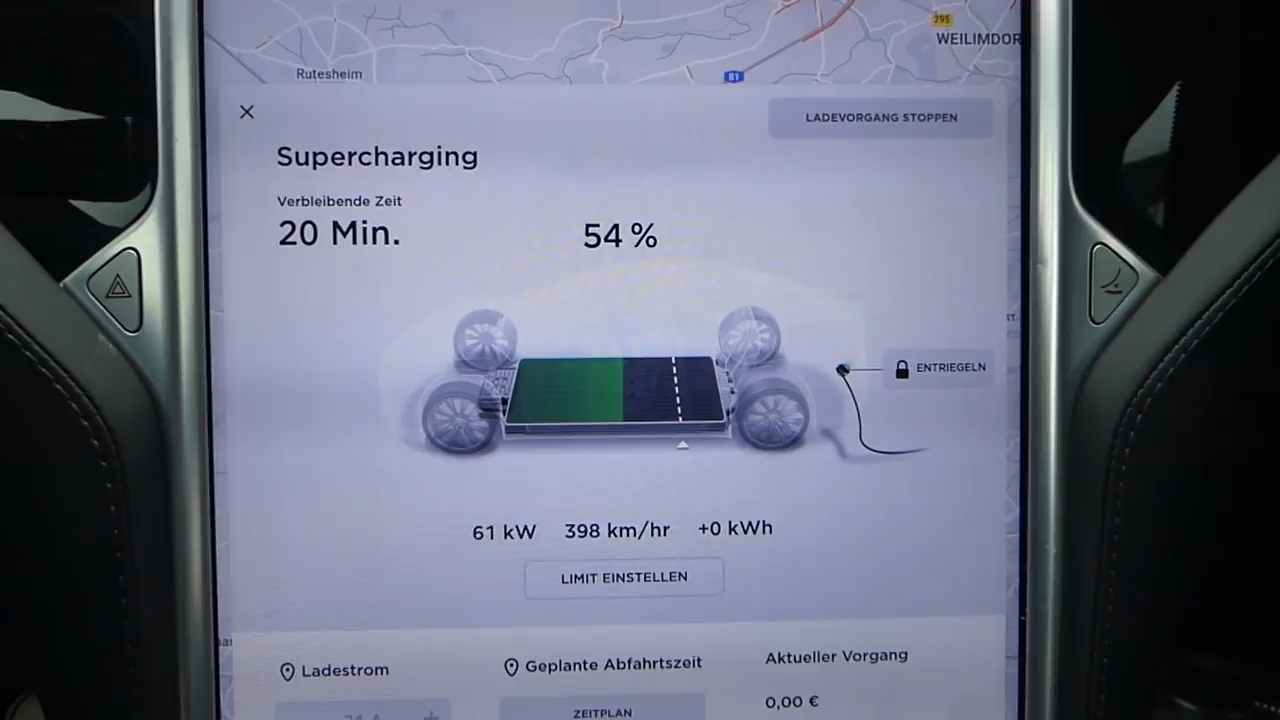 295
WEILIMDOR
Rutesheim
81
LADEVORGANG STOPPEN
Supercharging
Verbleibende Zeit
20 Min.
54 %
ENTRIEGELN
61 kW 398 km/hr +0 kWh
LIMIT EINSTELLEN
Ladestrom
Geplante Abfahrtszeit
Aktueller Vorgang
ZEITPLAN
0,00 €